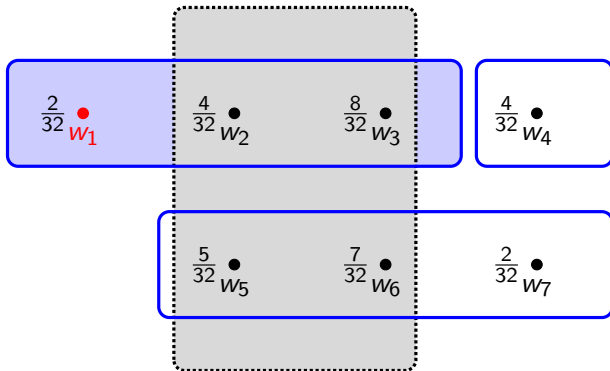 2/32 w₁ 4/32 w₂ 8/32 w₃ 4/32 w₄
5/32 w₅ 7/32 w₆ 2/32 w₇